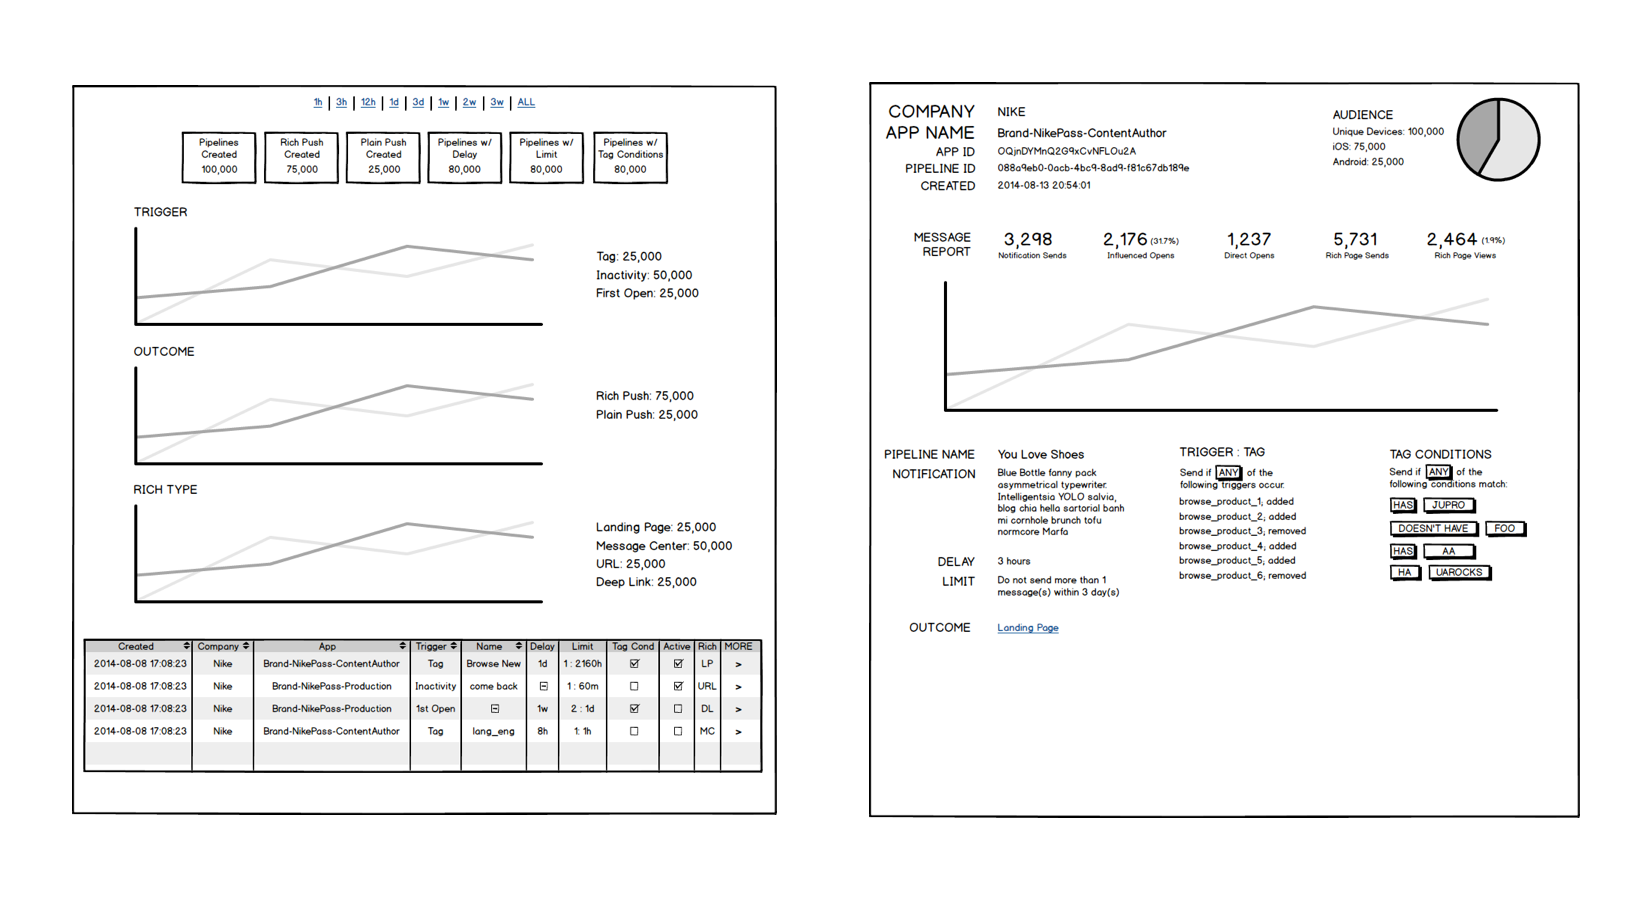 1h | 3h | 12h | 1d | 3d | 1w | 2w | 3w | ALL
Pipelines Created 100,000
Rich Push Created 75,000
Plain Push Created 25,000
Pipelines w/ Delay 80,000
Pipelines w/ Limit 80,000
Pipelines w/ Tag Conditions 80,000
TRIGGER
Tag: 25,000
Inactivity: 50,000
First Open: 25,000
OUTCOME
Rich Push: 75,000
Plain Push: 25,000
RICH TYPE
Landing Page: 25,000
Message Center: 50,000
URL: 25,000
Deep Link: 25,000
Created Company App Trigger Name Delay Limit Tag Cond Active Rich MORE
2014-08-08 17:08:23 Nike Brand-NikePass-ContentAuthor Tag Browse New 1d 1 : 2160h LP >
2014-08-08 17:08:23 Nike Brand-NikePass-Production Inactivity come back 1 : 60m URL >
2014-08-08 17:08:23 Nike Brand-NikePass-Production 1st Open 1w 2 : 1d DL >
2014-08-08 17:08:23 Nike Brand-NikePass-ContentAuthor Tag lang_eng 8h 1: 1h MC >
COMPANY NIKE
APP NAME Brand-NikePass-ContentAuthor
APP ID OQjnDYMnQ2G9xCvNFLOu2A
PIPELINE ID 088a9eb0-0acb-4bc9-8ad9-f81c67db189e
CREATED 2014-08-13 20:54:01
AUDIENCE
Unique Devices: 100,000
iOS: 75,000
Android: 25,000
MESSAGE REPORT
3,298
Notification Sends
2,176 (31.7%)
Influenced Opens
1,237
Direct Opens
5,731
Rich Page Sends
2,464 (1.9%)
Rich Page Views
PIPELINE NAME You Love Shoes
NOTIFICATION Blue Bottle fanny pack
asymmetrical typewriter.
Intelligentsia YOLO salvia,
blog chia hella sartorial banh
mi cornhole brunch tofu
normcore Marfa
DELAY 3 hours
LIMIT Do not send more than 1
message(s) within 3 day(s)
OUTCOME Landing Page
TRIGGER : TAG
Send if ANY of the
following triggers occur.
browse_product_1, added
browse_product_2, added
browse_product_3, removed
browse_product_4, added
browse_product_5, added
browse_product_6, removed
TAG CONDITIONS
Send if ANY of the
following conditions match:
HAS JUPRO
DOESN'T HAVE FOO
HAS AA
HA UAROCKS